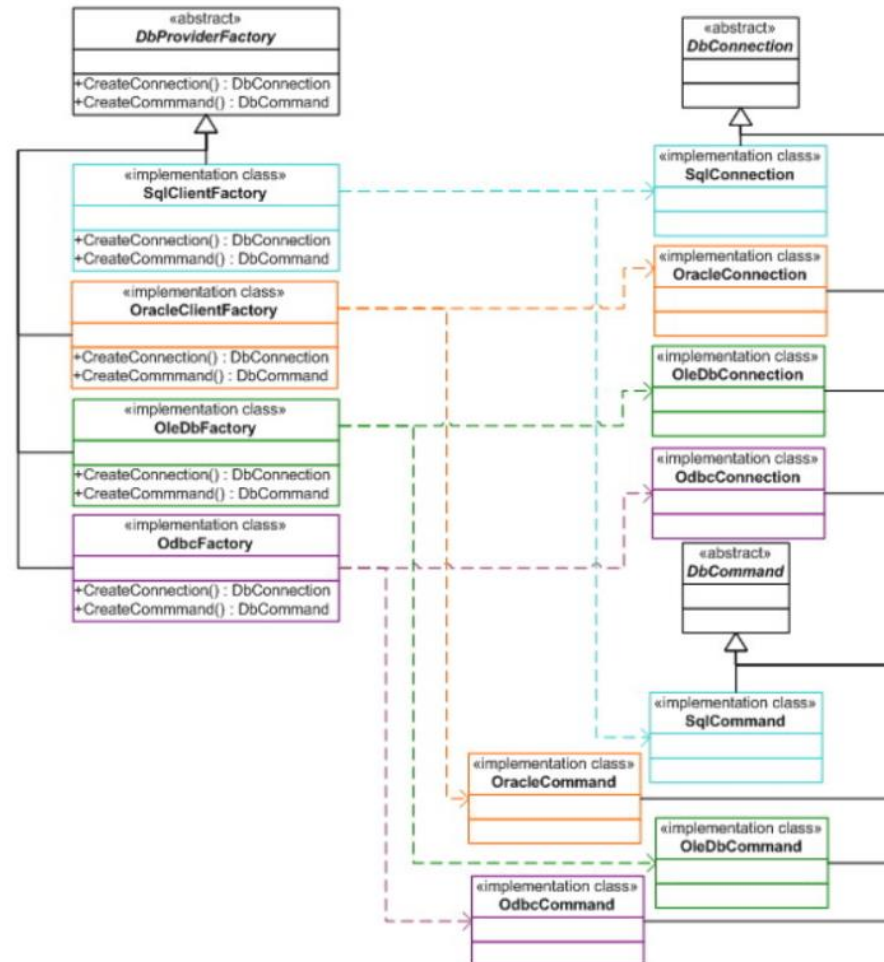 «abstract»
DbProviderFactory
+CreateConnection() : DbConnection
+CreateCommmand() : DbCommand
«implementation class»
SqlClientFactory
+CreateConnection() : DbConnection
+CreateCommmand() : DbCommand
«implementation class»
OracleClientFactory
+CreateConnection() : DbConnection
+CreateCommmand() : DbCommand
«implementation class»
OleDbFactory
+CreateConnection() : DbConnection
+CreateCommmand() : DbCommand
«implementation class»
OdbcFactory
+CreateConnection() : DbConnection
+CreateCommmand() : DbCommand
«abstract»
DbConnection
«implementation class»
SqlConnection
«implementation class»
OracleConnection
«implementation class»
OleDbConnection
«implementation class»
OdbcConnection
«abstract»
DbCommand
«implementation class»
SqlCommand
«implementation class»
OracleCommand
«implementation class»
OleDbCommand
«implementation class»
OdbcCommand